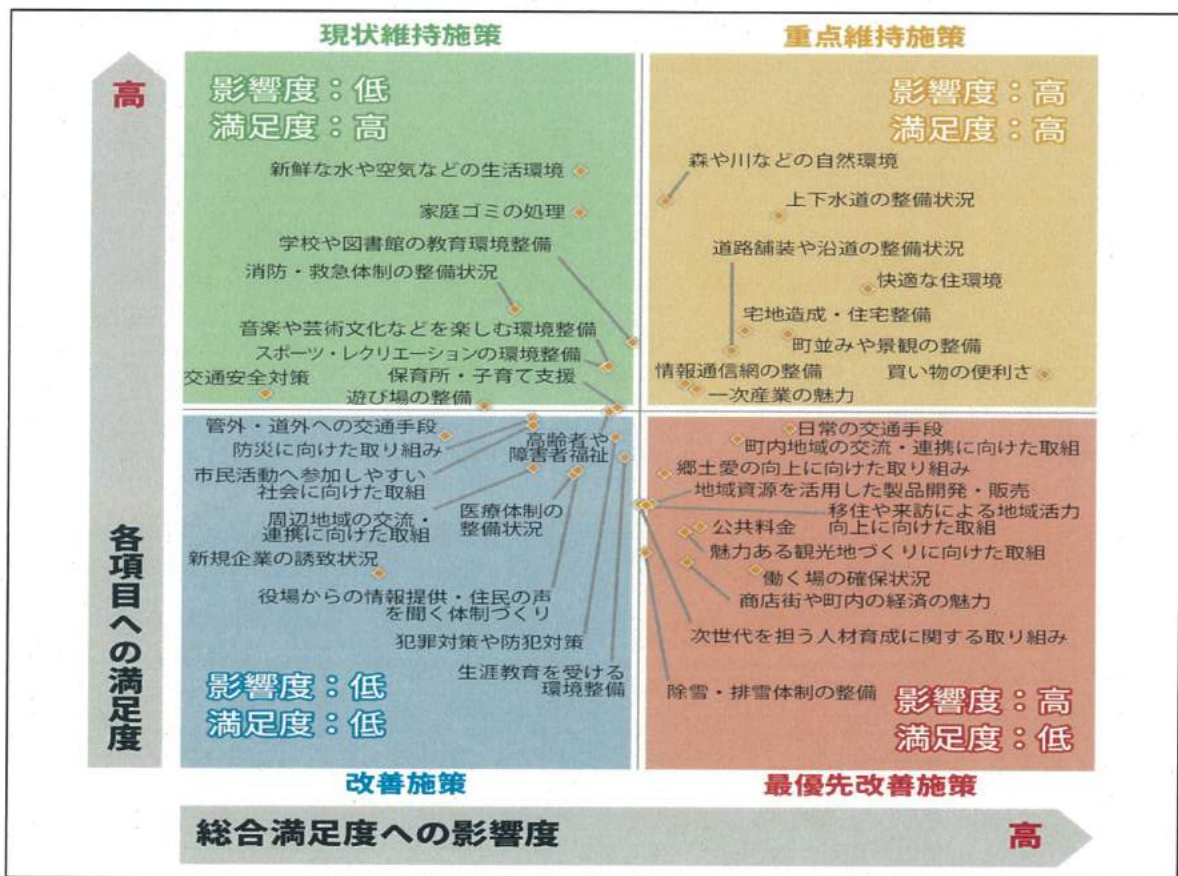 現状維持施策
重点維持施策
高
影響度：低
満足度：高
影響度：高
満足度：高
新鮮な水や空気などの生活環境
家庭ゴミの処理
学校や図書館の教育環境整備
消防・救急体制の整備状況
音楽や芸術文化などを楽しむ環境整備
スポーツ・レクリエーションの環境整備
交通安全対策
保育所・子育て支援
遊び場の整備
森や川などの自然環境
上下水道の整備状況
道路舗装や沿道の整備状況
快適な住環境
宅地造成・住宅整備
町並みや景観の整備
情報通信網の整備
買い物の便利さ
一次産業の魅力
管外・道外への交通手段
防災に向けた取り組み
高齢者や
障害者福祉
市民活動へ参加しやすい
社会に向けた取組
周辺地域の交流・
連携に向けた取組
医療体制の
整備状況
新規企業の誘致状況
役場からの情報提供・住民の声
を聞く体制づくり
犯罪対策や防犯対策
生涯教育を受ける
環境整備
影響度：低
満足度：低
日常の交通手段
町内地域の交流・連携に向けた取組
郷土愛の向上に向けた取り組み
地域資源を活用した製品開発・販売
移住や来訪による地域活力
向上に向けた取組
公共料金
魅力ある観光地づくりに向けた取組
働く場の確保状況
商店街や町内の経済の魅力
次世代を担う人材育成に関する取り組み
除雪・排雪体制の整備
影響度：高
満足度：低
各項目への満足度
改善施策
最優先改善施策
総合満足度への影響度
高